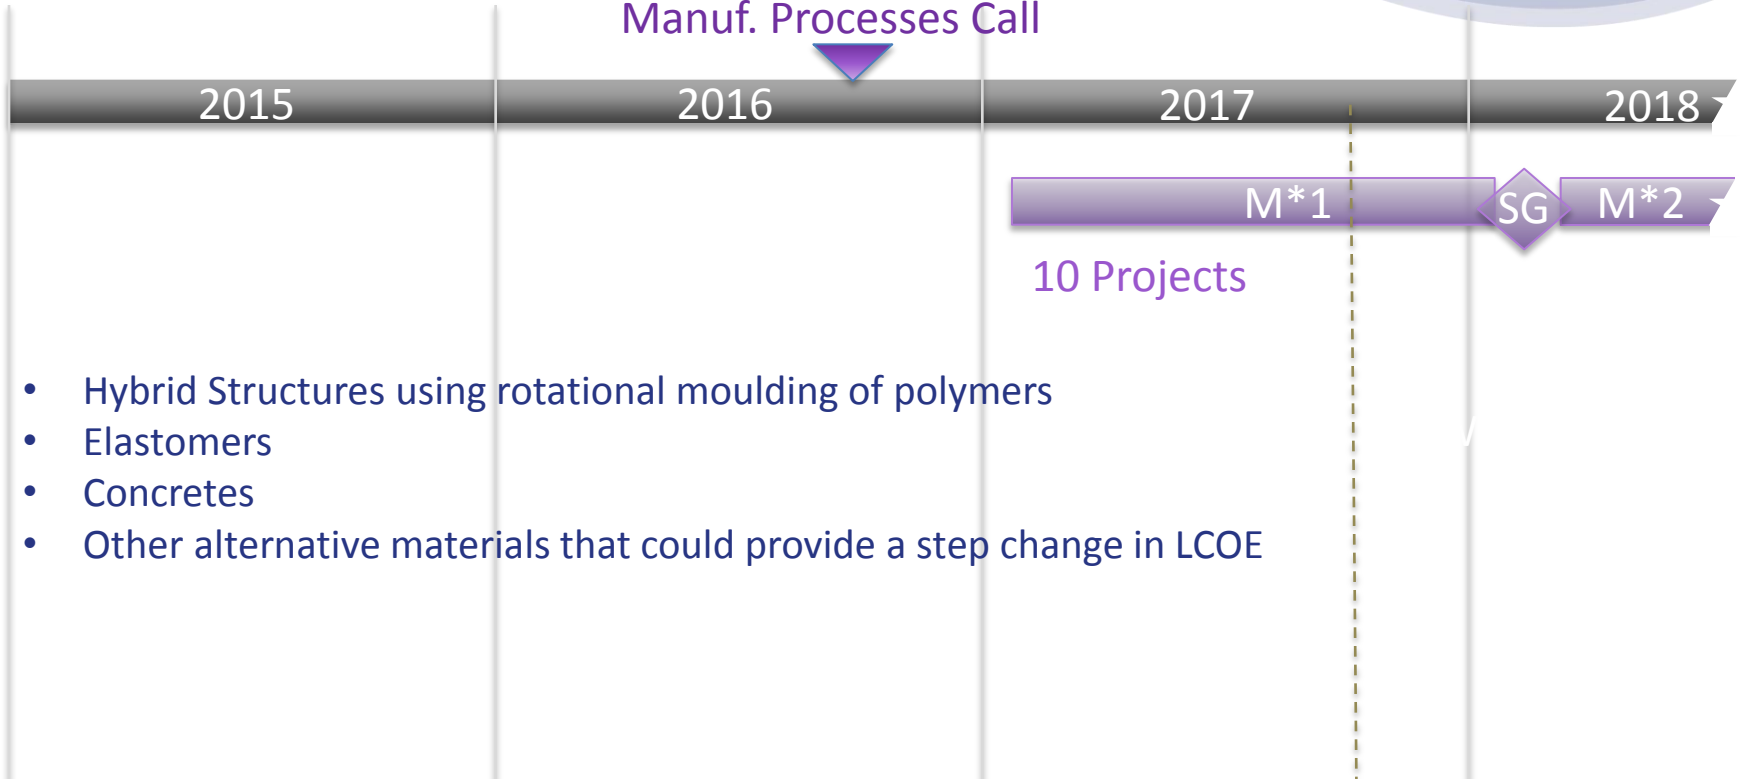 Manuf. Processes Call
2015 2016 2017 2018
M*1 SG M*2
10 Projects
• Hybrid Structures using rotational moulding of polymers
• Elastomers
• Concretes
• Other alternative materials that could provide a step change in LCOE